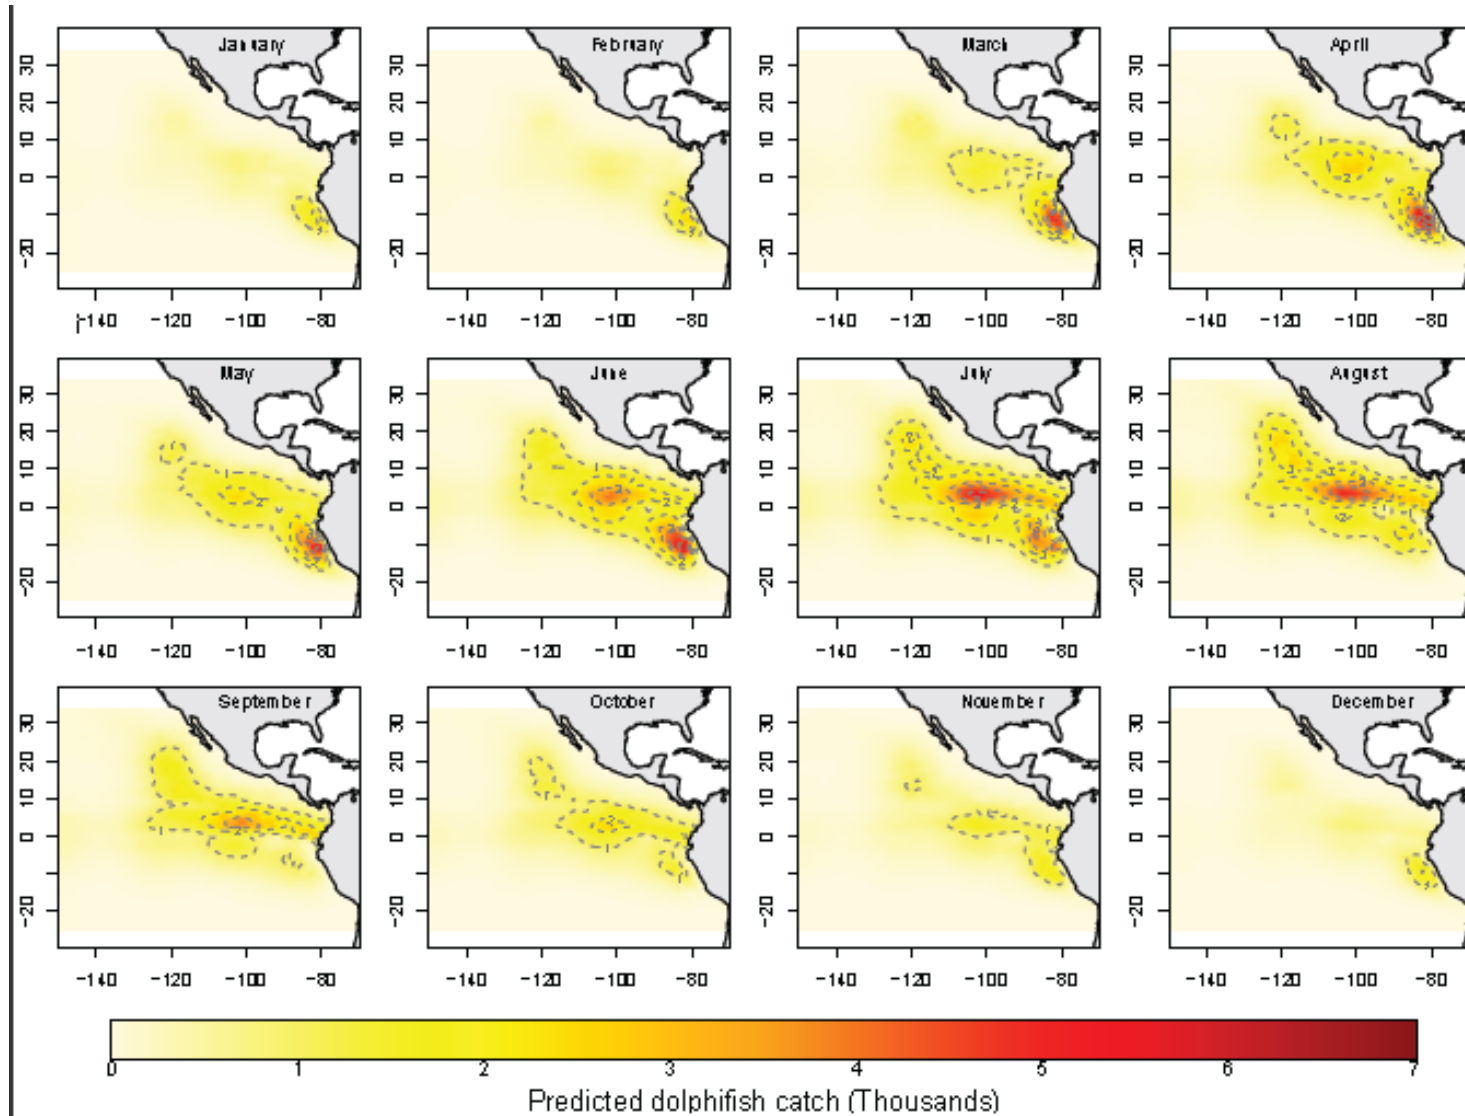 January February March April
30 30 30 30
20 20 20 20
10 10 10 10
0 0 0 0
-20 -20 -20 -20
-140 -120 -100 -80 -140 -120 -100 -80 -140 -120 -100 -80 -140 -120 -100 -80
May June July August
30 30 30 30
20 20 20 20
10 10 10 10
0 0 0 0
-20 -20 -20 -20
-140 -120 -100 -80 -140 -120 -100 -80 -140 -120 -100 -80 -140 -120 -100 -80
September October November December
30 30 30 30
20 20 20 20
10 10 10 10
0 0 0 0
-20 -20 -20 -20
-140 -120 -100 -80 -140 -120 -100 -80 -140 -120 -100 -80 -140 -120 -100 -80
0 1 2 3 4 5 6 7
Predicted dolphifish catch (Thousands)